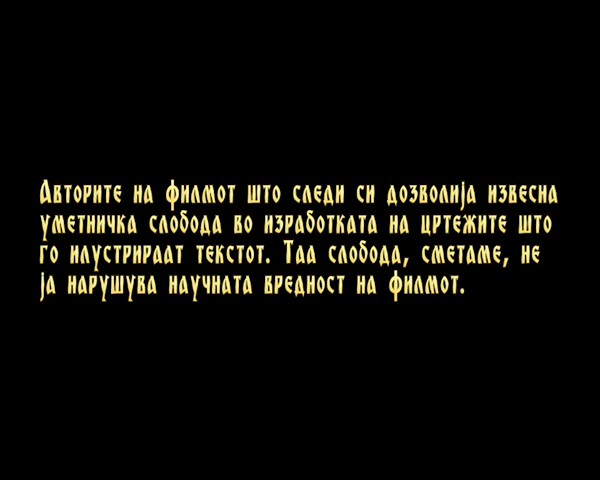 Авторите на филмот што следи си дозволија извесна
уметничка слобода во изработката на цртежите што
го илустрираат текстот. Таа слобода, сметаме, не
ја нарушува научната вредност на филмот.